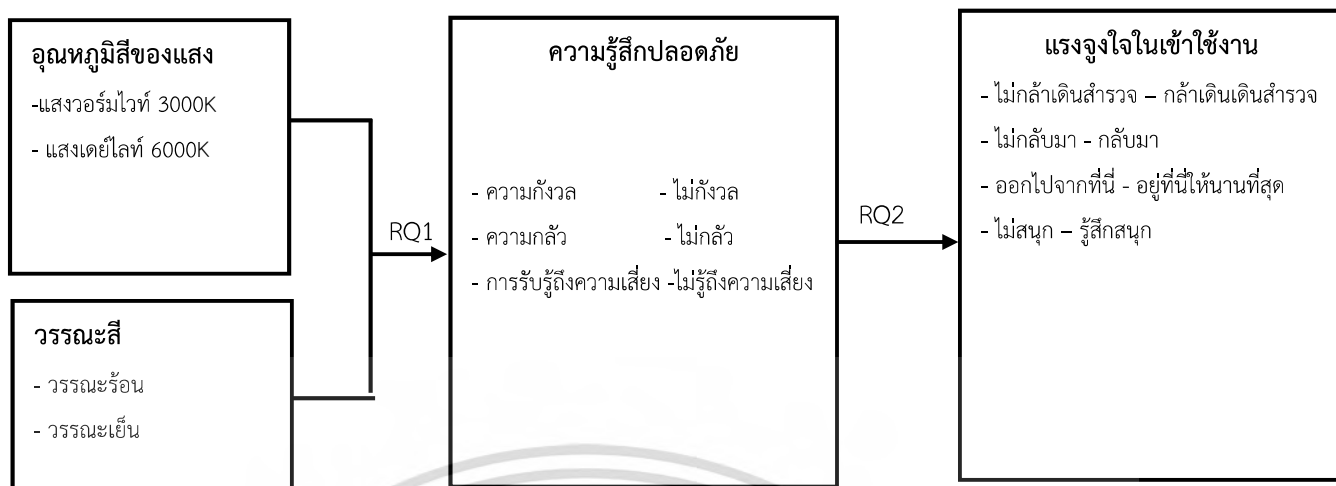 อุณหภูมิสีของแสง
-แสงวอร์มไวท์ 3000K
- แสงเดย์ไลท์ 6000K
วรรณะสี
- วรรณะร้อน
- วรรณะเย็น
RQ1
ความรู้สึกปลอดภัย
- ความกังวล - ไม่กังวล
- ความกลัว - ไม่กลัว
- การรับรู้ถึงความเสี่ยง -ไม่รู้ถึงความเสี่ยง
RQ2
แรงจูงใจในเข้าใช้งาน
- ไม่กล้าเดินสำรวจ – กล้าเดินเดินสำรวจ
- ไม่กลับมา - กลับมา
- ออกไปจากที่นี่ - อยู่ที่นี่ให้นานที่สุด
- ไม่สนุก – รู้สึกสนุก